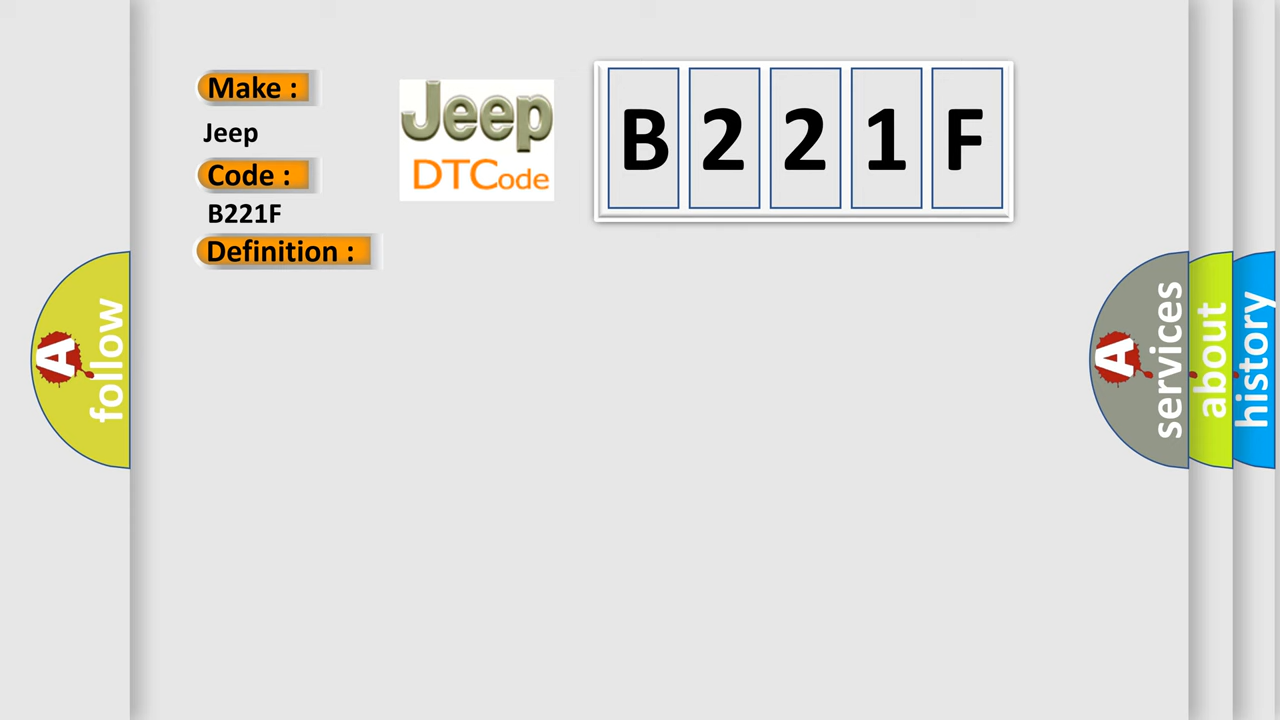 Make :
Jeep
Code :
B221F
Definition :
Jeep
DTCode
B 2 2 1 F
A
follow
A
services
about
history